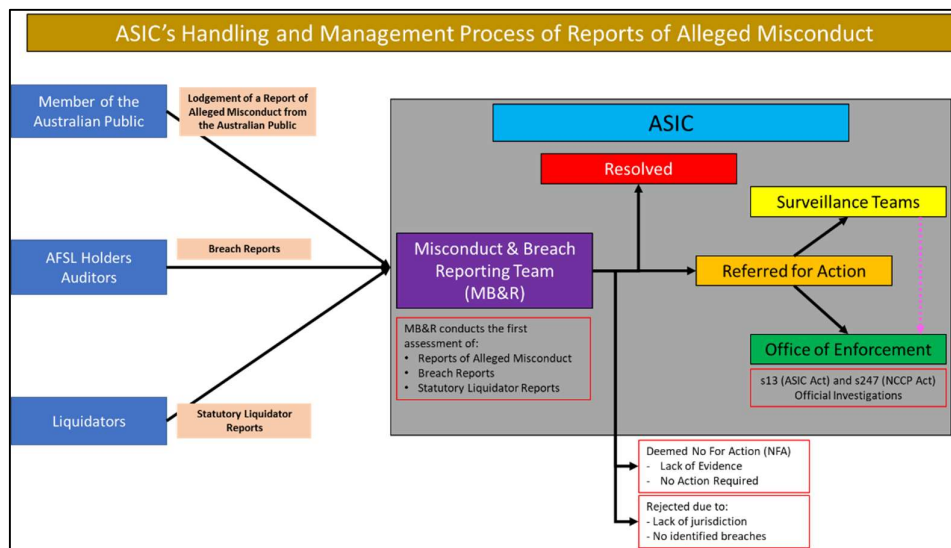 ASIC's Handling and Management Process of Reports of Alleged Misconduct
Member of the
Australian Public
Lodgement of a Report of
Alleged Misconduct from
the Australian Public
AFSL Holders
Auditors
Breach Reports
Liquidators
Statutory Liquidator
Reports
ASIC
Resolved
Misconduct & Breach
Reporting Team
(MB&R)
MB&R conducts the first
assessment of:
• Reports of Alleged Misconduct
• Breach Reports
• Statutory Liquidator Reports
Referred for Action
Surveillance Teams
Office of Enforcement
s13 (ASIC Act) and s247 (NCCP Act)
Official Investigations
Deemed No For Action (NFA)
- Lack of Evidence
- No Action Required
Rejected due to:
- Lack of jurisdiction
- No identified breaches